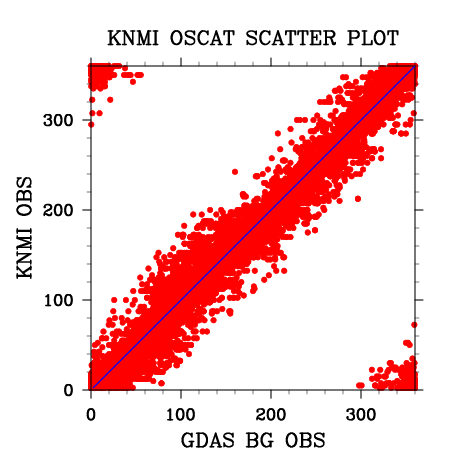 KNMI OSCAT SCATTER PLOT
KNMI OBS
300
200
100
0
0 100 200 300
GDAS BG OBS